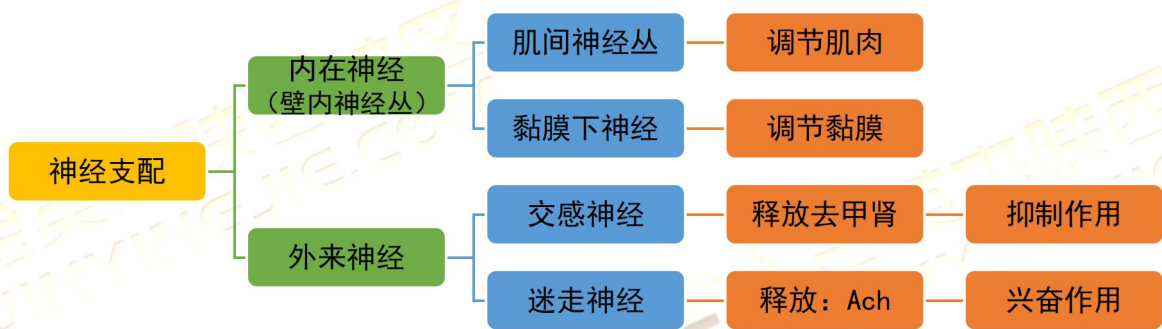 神经支配
内在神经
（壁内神经丛）
肌间神经丛
调节肌肉
黏膜下神经
调节黏膜
外来神经
交感神经
释放去甲肾
抑制作用
迷走神经
释放：Ach
兴奋作用